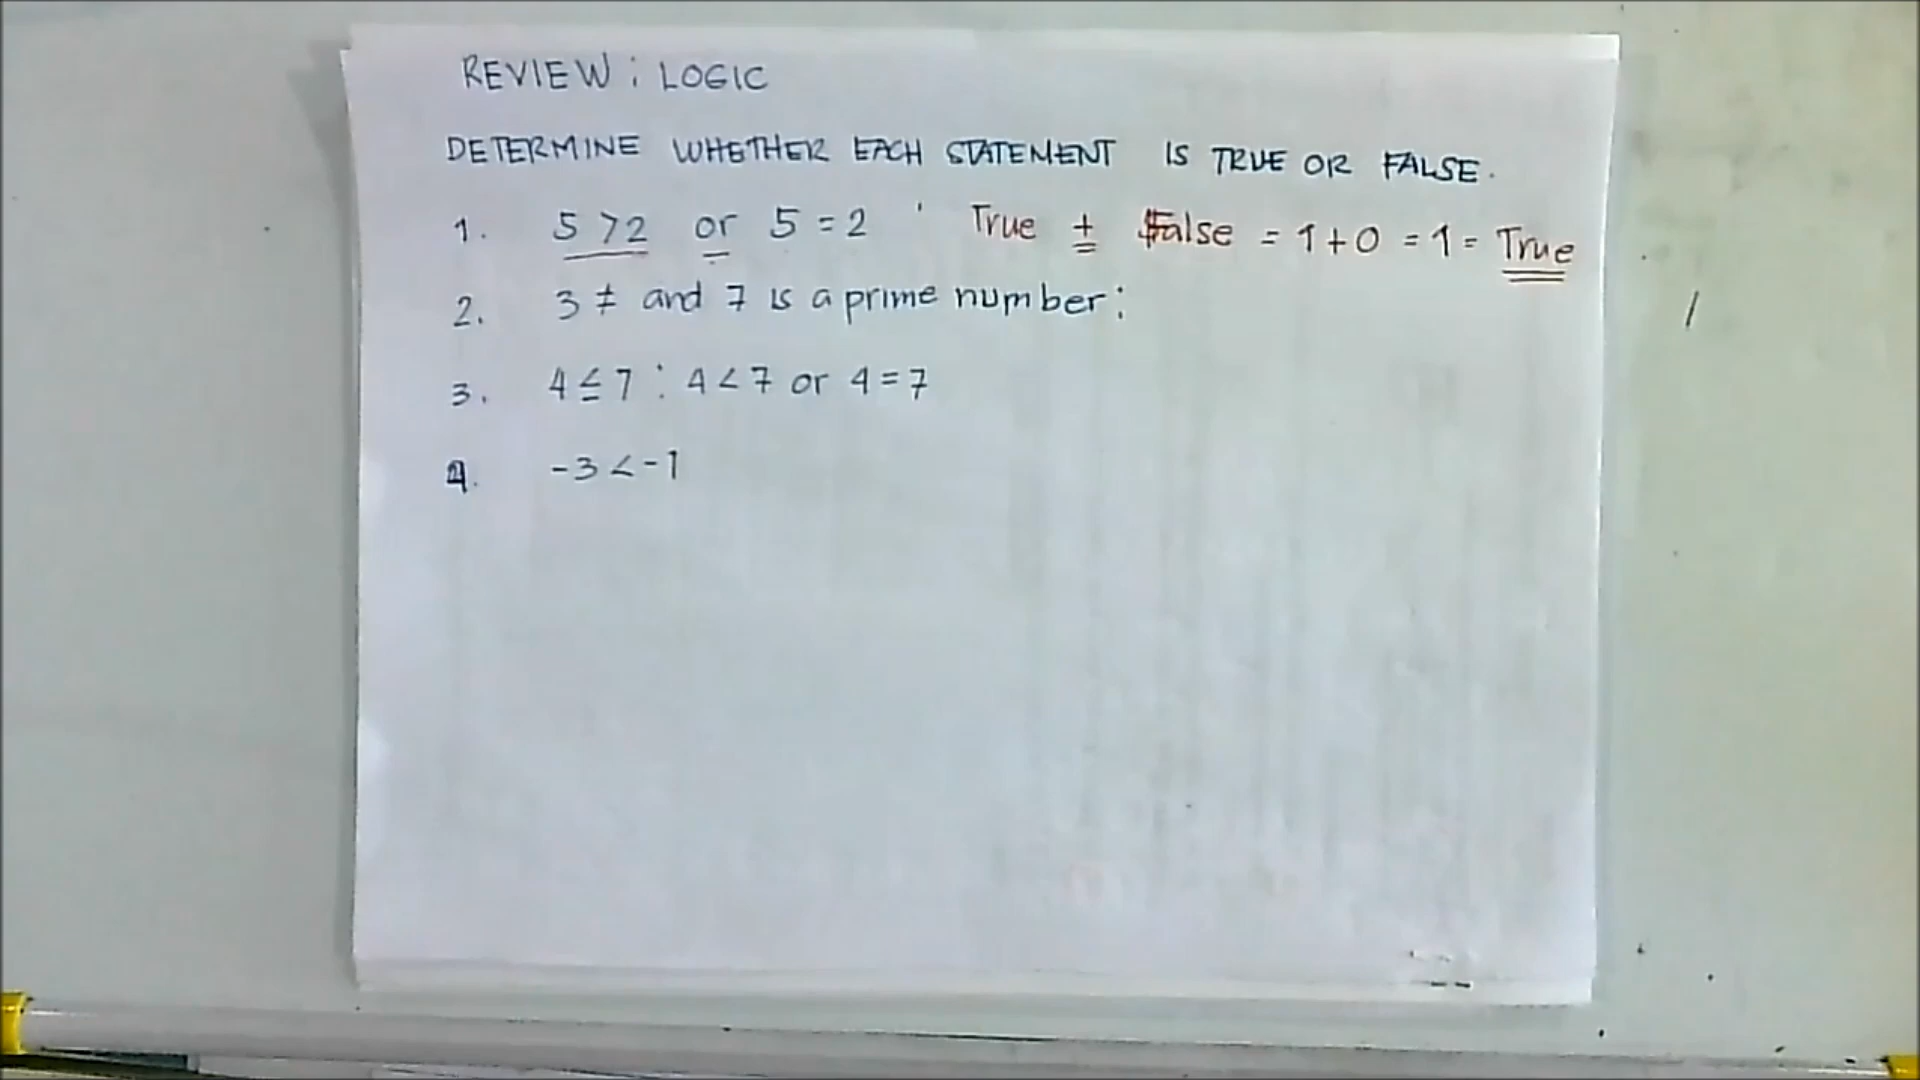 REVIEW : LOGIC
DETERMINE WHETHER EACH STATEMENT IS TRUE OR FALSE.
1. 5 > 2 or 5 = 2 True + False = 1 + 0 = 1 = True
2. 3 ≠ and 7 is a prime number :
3. 4 ≤ 7 : 4 < 7 or 4 = 7
4. -3 < -1